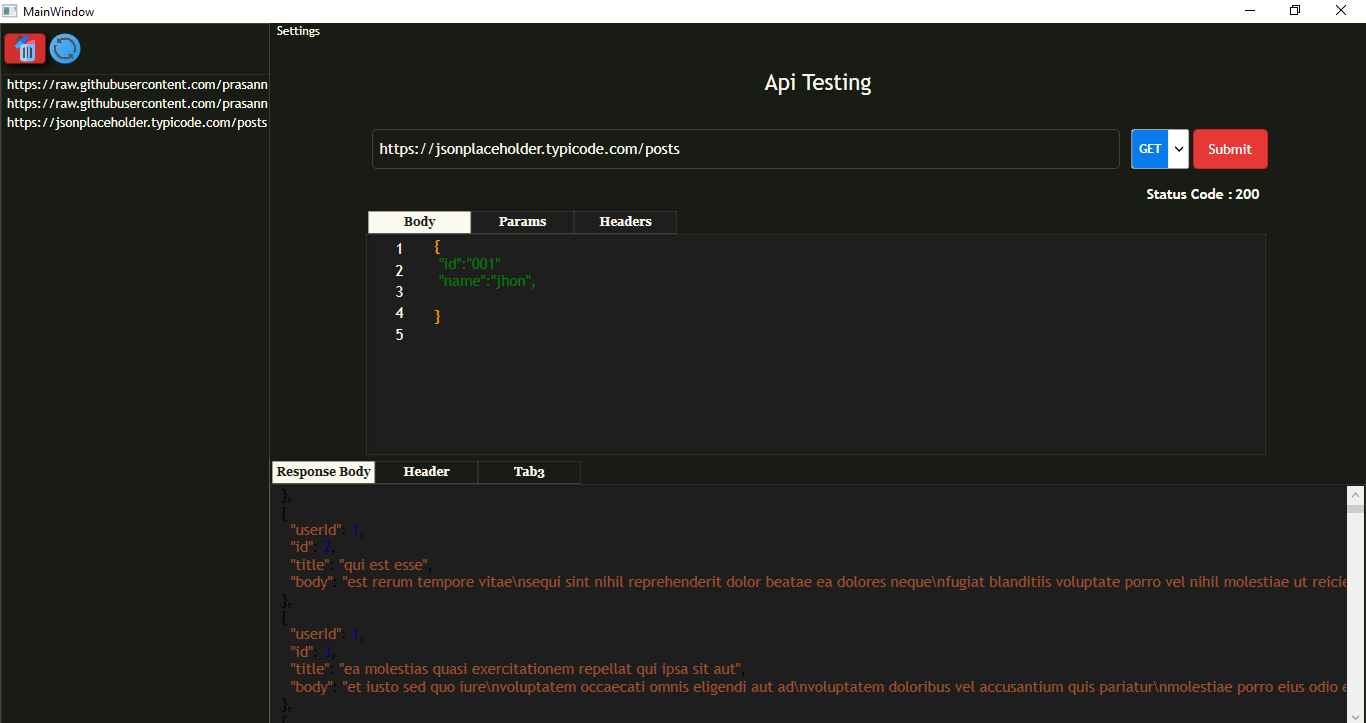 MainWindow
Settings
https://raw.githubusercontent.com/prasann
https://raw.githubusercontent.com/prasann
https://jsonplaceholder.typicode.com/posts
Api Testing
https://jsonplaceholder.typicode.com/posts GET Submit
Status Code : 200
Body Params Headers
1 {
2 "id":"001"
3 "name":"jhon",
4 }
5
Response Body Header Tab3
},
{
"userId": 1,
"id": 2,
"title": "qui est esse",
"body": "est rerum tempore vitae\nsequi sint nihil reprehenderit dolor beatae ea dolores neque\nfugiat blanditiis voluptate porro vel nihil molestiae ut reicie
},
{
"userId": 1,
"id": 3,
"title": "ea molestias quasi exercitationem repellat qui ipsa sit aut",
"body": "et iusto sed quo iure\nvoluptatem occaecati omnis eligendi aut ad\nvoluptatem doloribus vel accusantium quis pariatur\nmolestiae porro eius odio e
},
{